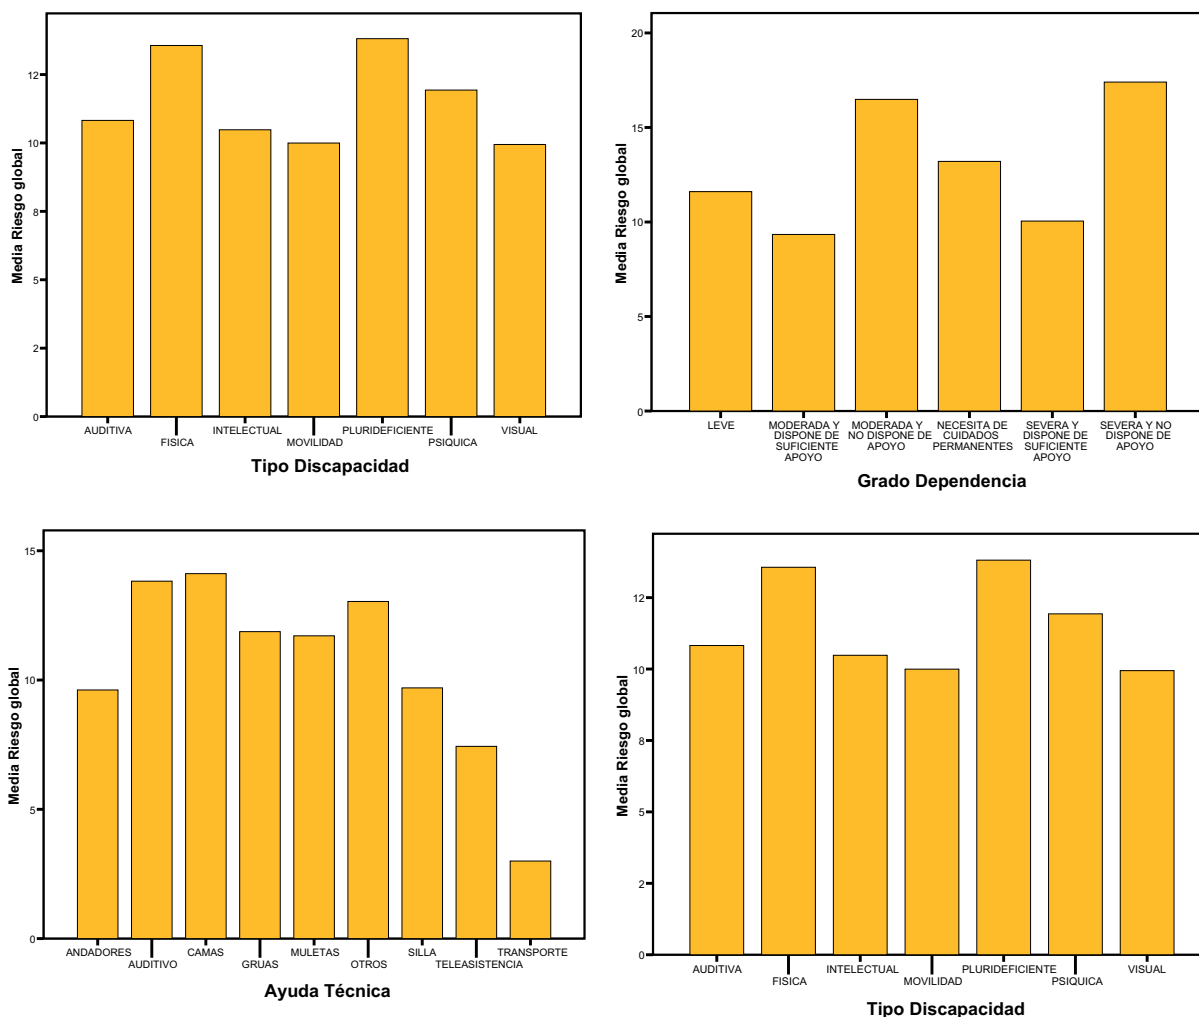 Media Riesgo global
12
10
8
5
2
0
AUDITIVA
FISICA
INTELECTUAL
MOVILIDAD
PLURIDEFICIENTE
PSIQUICA
VISUAL
Tipo Discapacidad
Media Riesgo global
20
15
10
5
0
LEVE
MODERADA Y
DISPONE DE
SUFICIENTE
APOYO
MODERADA Y
NO DISPONE DE
APOYO
NECESITA DE
CUIDADOS
PERMANENTES
SEVERA Y
DISPONE DE
SUFICIENTE
APOYO
SEVERA Y NO
DISPONE DE
APOYO
Grado Dependencia
Media Riesgo global
15
10
5
0
ANDADORES
AUDITIVO
CAMAS
GRUAS
MULETAS
OTROS
SILLA
TELEASISTENCIA
TRANSPORTE
Ayuda Técnica
Media Riesgo global
12
10
8
5
2
0
AUDITIVA
FISICA
INTELECTUAL
MOVILIDAD
PLURIDEFICIENTE
PSIQUICA
VISUAL
Tipo Discapacidad